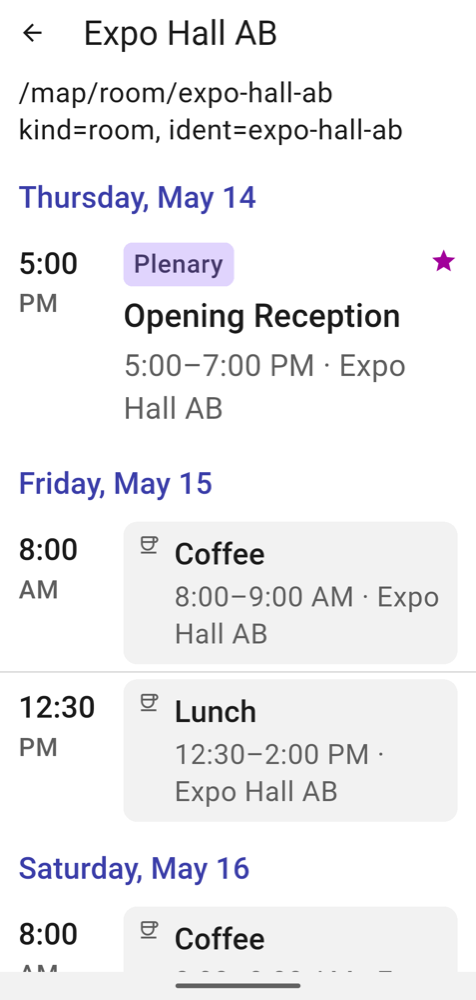 Expo Hall AB
/map/room/expo-hall-ab
kind=room, ident=expo-hall-ab
Thursday, May 14
5:00
PM
Plenary
Opening Reception
5:00–7:00 PM · Expo
Hall AB
Friday, May 15
8:00
AM
Coffee
8:00–9:00 AM · Expo
Hall AB
12:30
PM
Lunch
12:30–2:00 PM ·
Expo Hall AB
Saturday, May 16
8:00
AM
Coffee